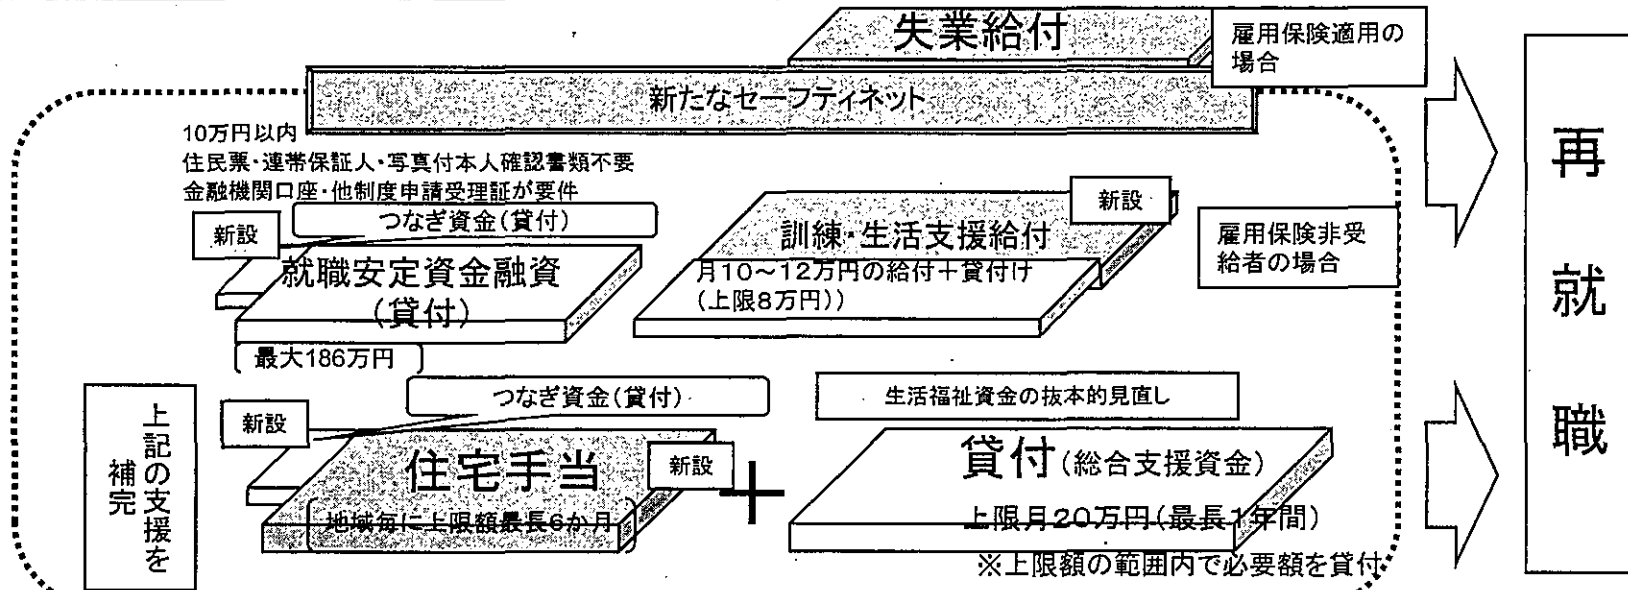 失業給付
雇用保険適用の
場合
新たなセーフティネット
10万円以内
住民票・連帯保証人・写真付本人確認書類不要
金融機関口座・他制度申請受理証が要件
新設
つなぎ資金(貸付)
就職安定資金融資
(貸付)
最大186万円
新設
訓練・生活支援給付
月10～12万円の給付＋貸付け
(上限8万円))
雇用保険非受
給者の場合
上記の支援を
補完
新設
つなぎ資金(貸付)
住宅手当
新設
地域毎に上限額最長6か月
＋
生活福祉資金の抜本的見直し
貸付(総合支援資金)
上限月20万円(最長1年間)
※上限額の範囲内で必要額を貸付
再就職